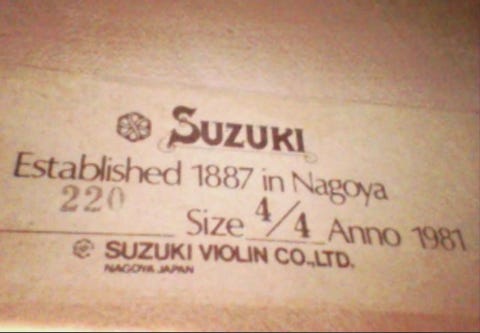 SUZUKI
Established 1887 in Nagoya
220 Size 4/4 Anno 1981
SUZUKI VIOLIN CO.,LTD.
NAGOYA JAPAN